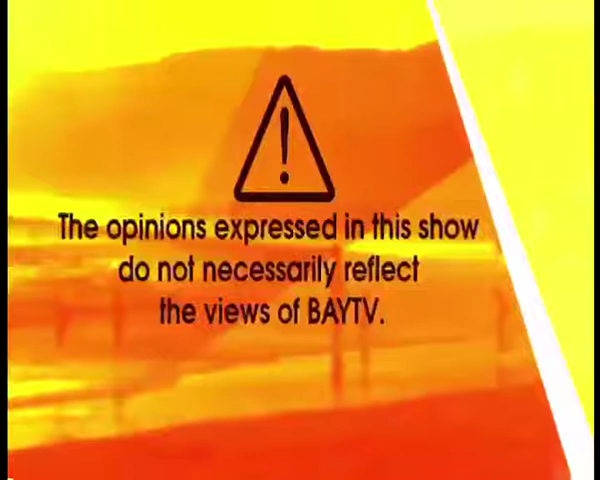 The opinions expressed in this show
do not necessarily reflect
the views of BAYTV.